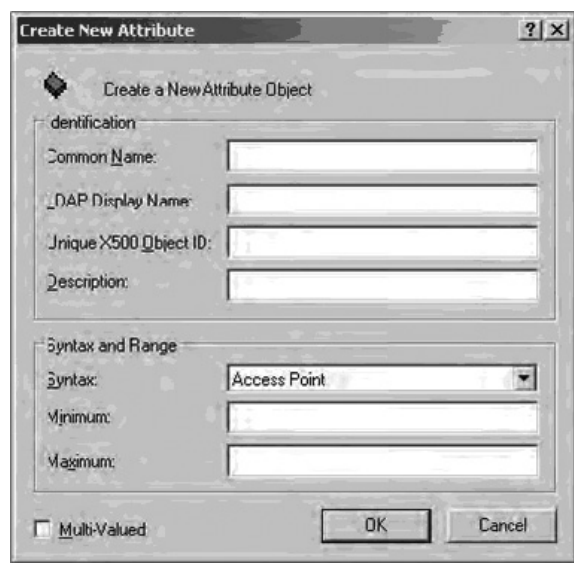 Create New Attribute
Create a New Attribute Object
Identification
Common Name:
LDAP Display Name:
Unique X500 Object ID:
Description:
Syntax and Range
Syntax: Access Point
Minimum:
Maximum:
Multi-Valued OK Cancel